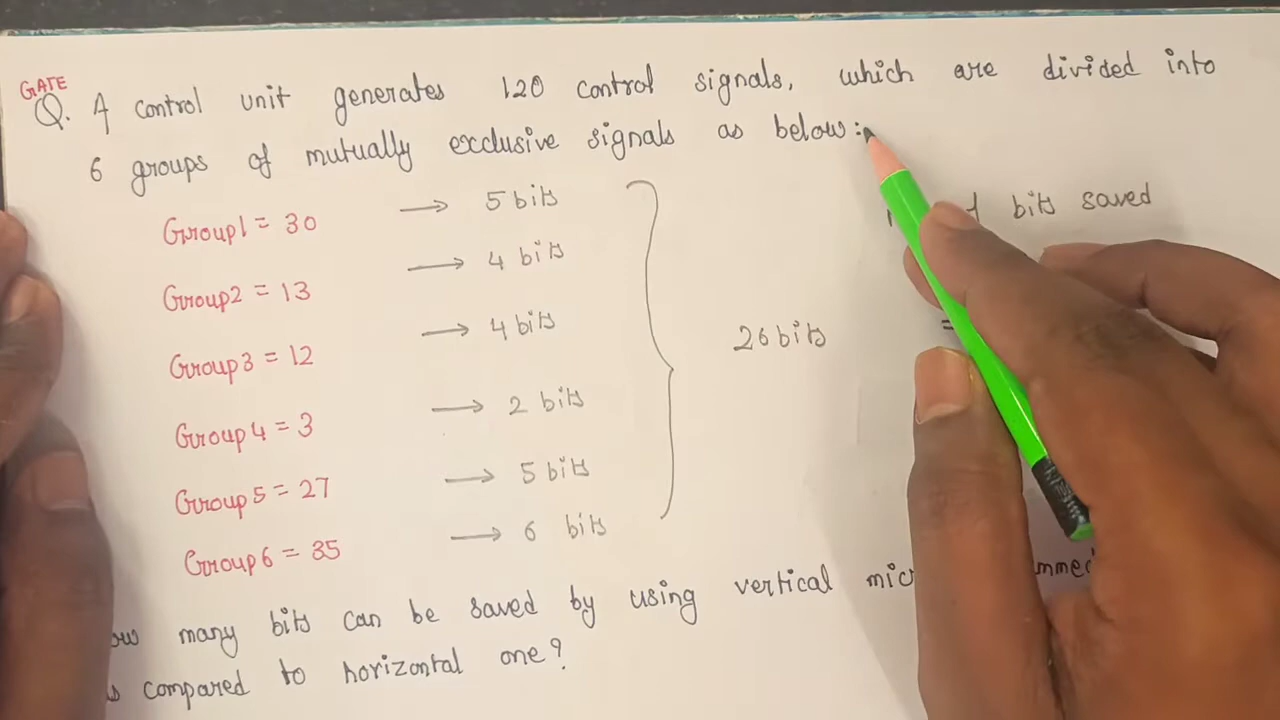 GATE
Q. A control unit generates 120 control signals, which are divided into
6 groups of mutually exclusive signals as below:
Group1 = 30 → 5 bits
Group2 = 13 → 4 bits
Group3 = 12 → 4 bits
Group4 = 3 → 2 bits
Group5 = 27 → 5 bits
Group6 = 35 → 6 bits
26 bits
bits saved
=
many bits can be saved by using vertical
compared to horizontal one?